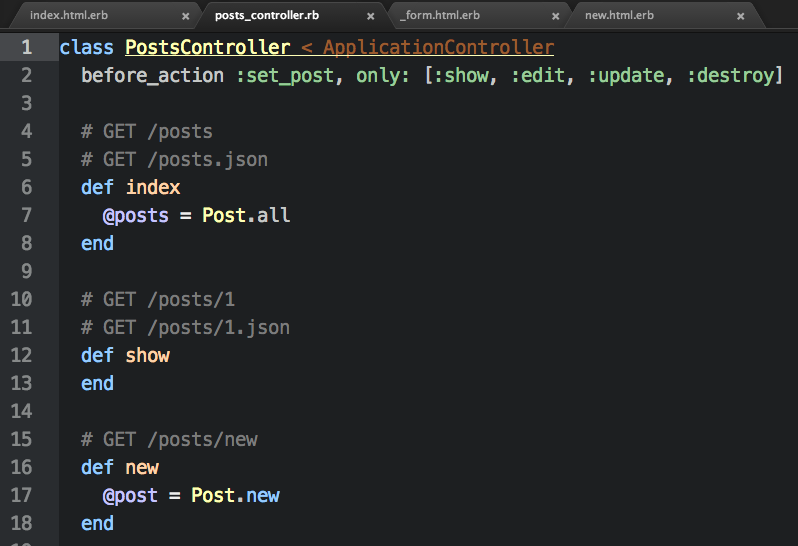 index.html.erb × posts_controller.rb × _form.html.erb × new.html.erb ×
1 class PostsController < ApplicationController
2   before_action :set_post, only: [:show, :edit, :update, :destroy]
3
4   # GET /posts
5   # GET /posts.json
6   def index
7     @posts = Post.all
8   end
9
10   # GET /posts/1
11   # GET /posts/1.json
12   def show
13   end
14
15   # GET /posts/new
16   def new
17     @post = Post.new
18   end